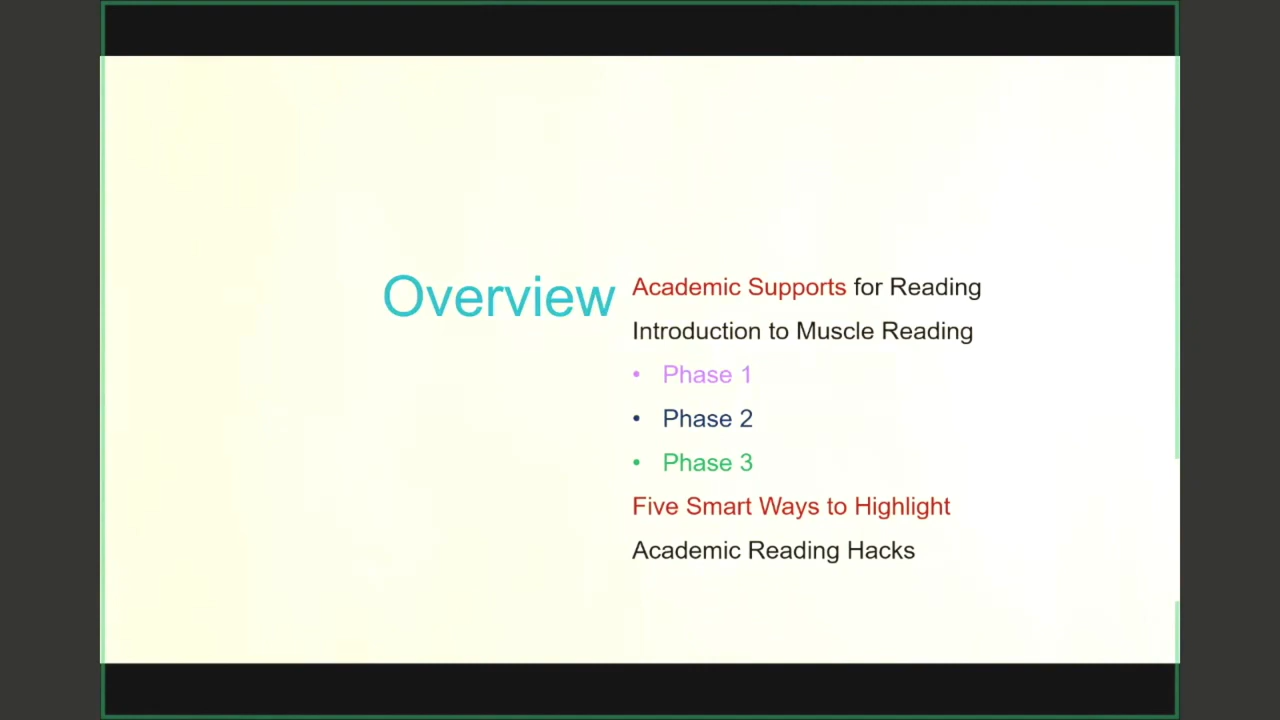 Overview
Academic Supports for Reading
Introduction to Muscle Reading
• Phase 1
• Phase 2
• Phase 3
Five Smart Ways to Highlight
Academic Reading Hacks